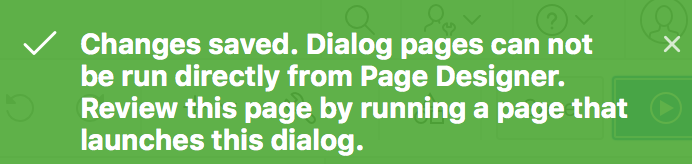 Changes saved. Dialog pages can not
be run directly from Page Designer.
Review this page by running a page that
launches this dialog.